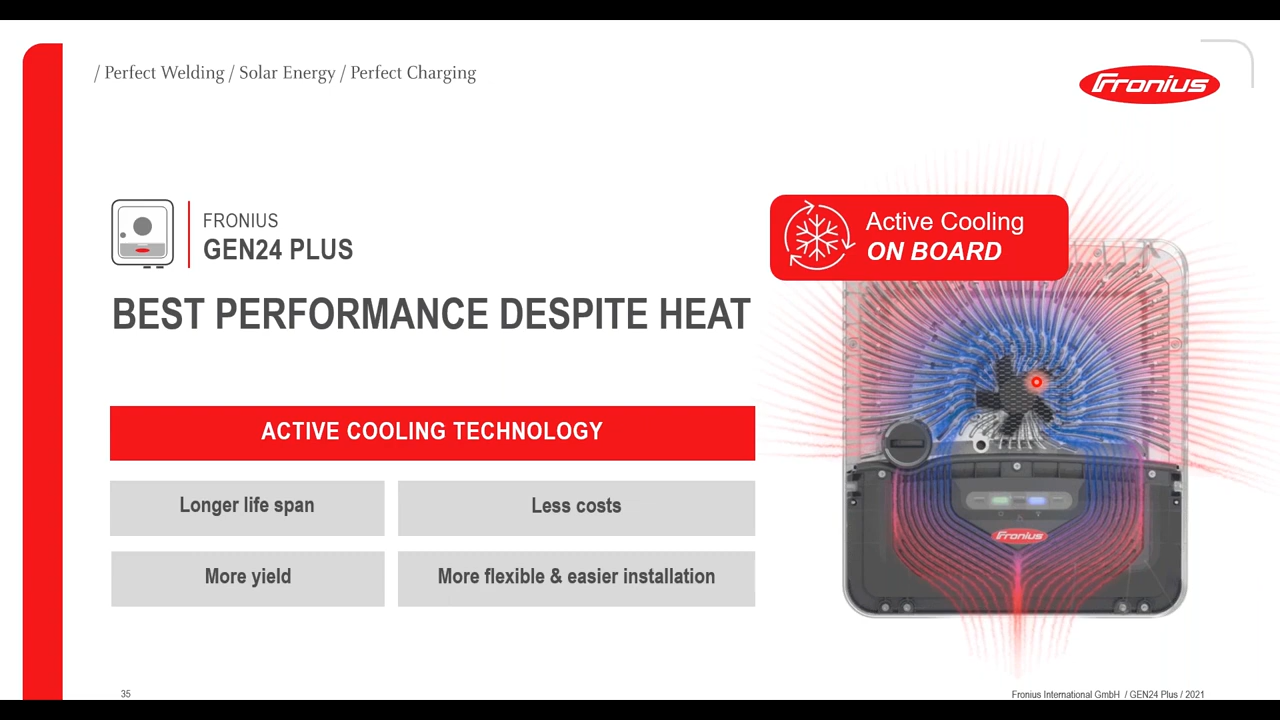 / Perfect Welding / Solar Energy / Perfect Charging
Fronius
FRONIUS
GEN24 PLUS
Active Cooling
ON BOARD
BEST PERFORMANCE DESPITE HEAT
ACTIVE COOLING TECHNOLOGY
Longer life span
Less costs
More yield
More flexible & easier installation
Fronius
35
Fronius International GmbH / GEN24 Plus / 2021